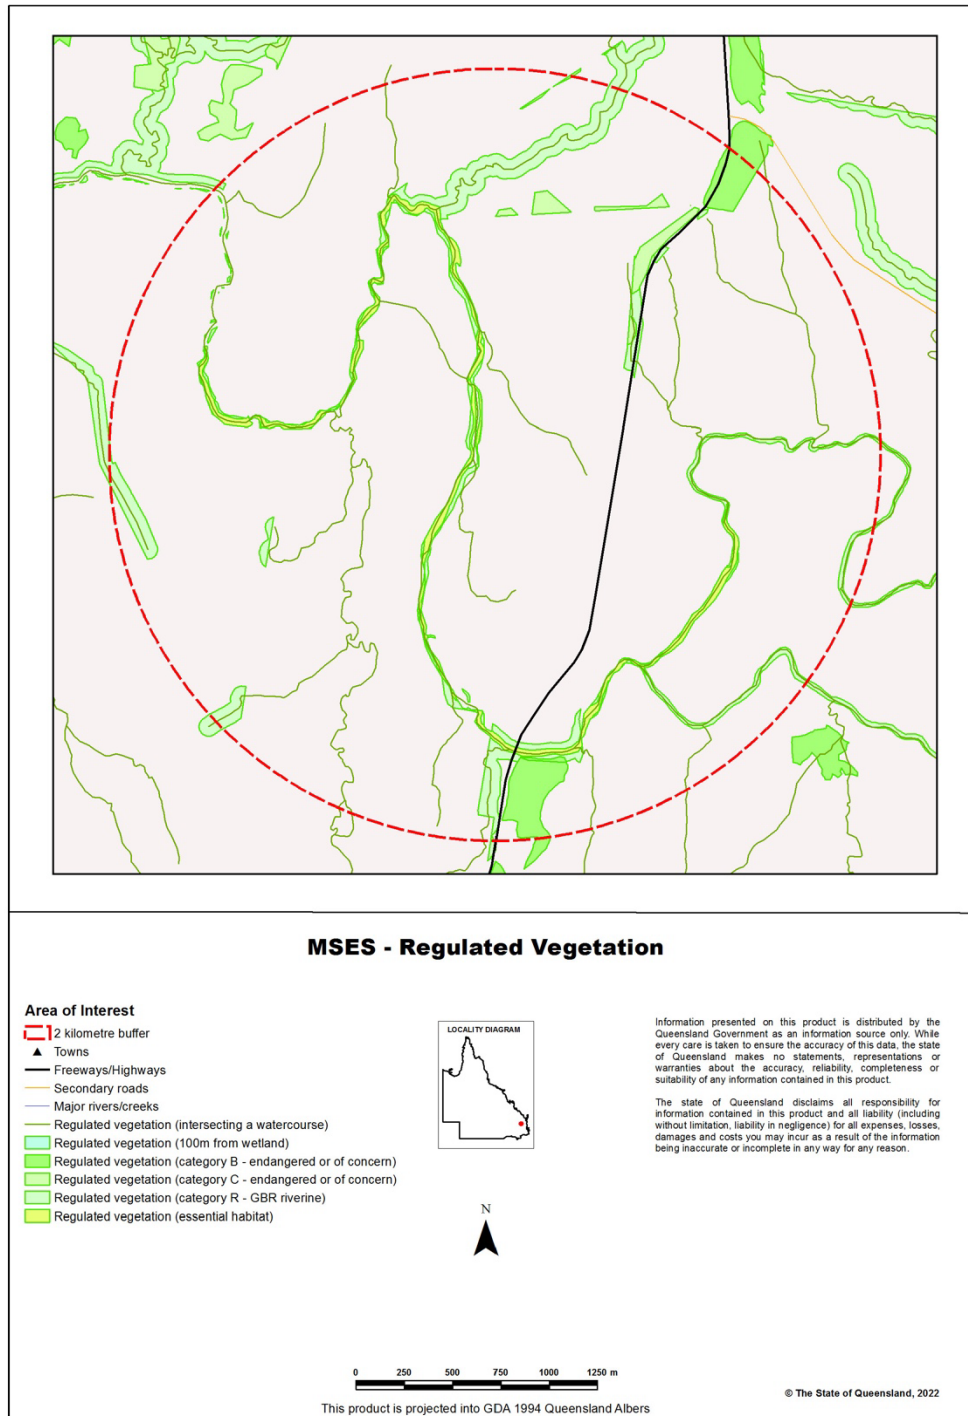 MSES - Regulated Vegetation
Area of Interest
2 kilometre buffer
Towns
Freeways/Highways
Secondary roads
Major rivers/creeks
Regulated vegetation (intersecting a watercourse)
Regulated vegetation (100m from wetland)
Regulated vegetation (category B - endangered or of concern)
Regulated vegetation (category C - endangered or of concern)
Regulated vegetation (category R - GBR riverine)
Regulated vegetation (essential habitat)
LOCALITY DIAGRAM
N
Information presented on this product is distributed by the
Queensland Government as an information source only. While
every care is taken to ensure the accuracy of this data, the state
of Queensland makes no statements, representations or
warranties about the accuracy, reliability, completeness or
suitability of any information contained in this product.
The state of Queensland disclaims all responsibility for
information contained in this product and all liability (including
without limitation, liability in negligence) for all expenses, losses,
damages and costs you may incur as a result of the information
being inaccurate or incomplete in any way for any reason.
0 250 500 750 1000 1250 m
This product is projected into GDA 1994 Queensland Albers
© The State of Queensland, 2022